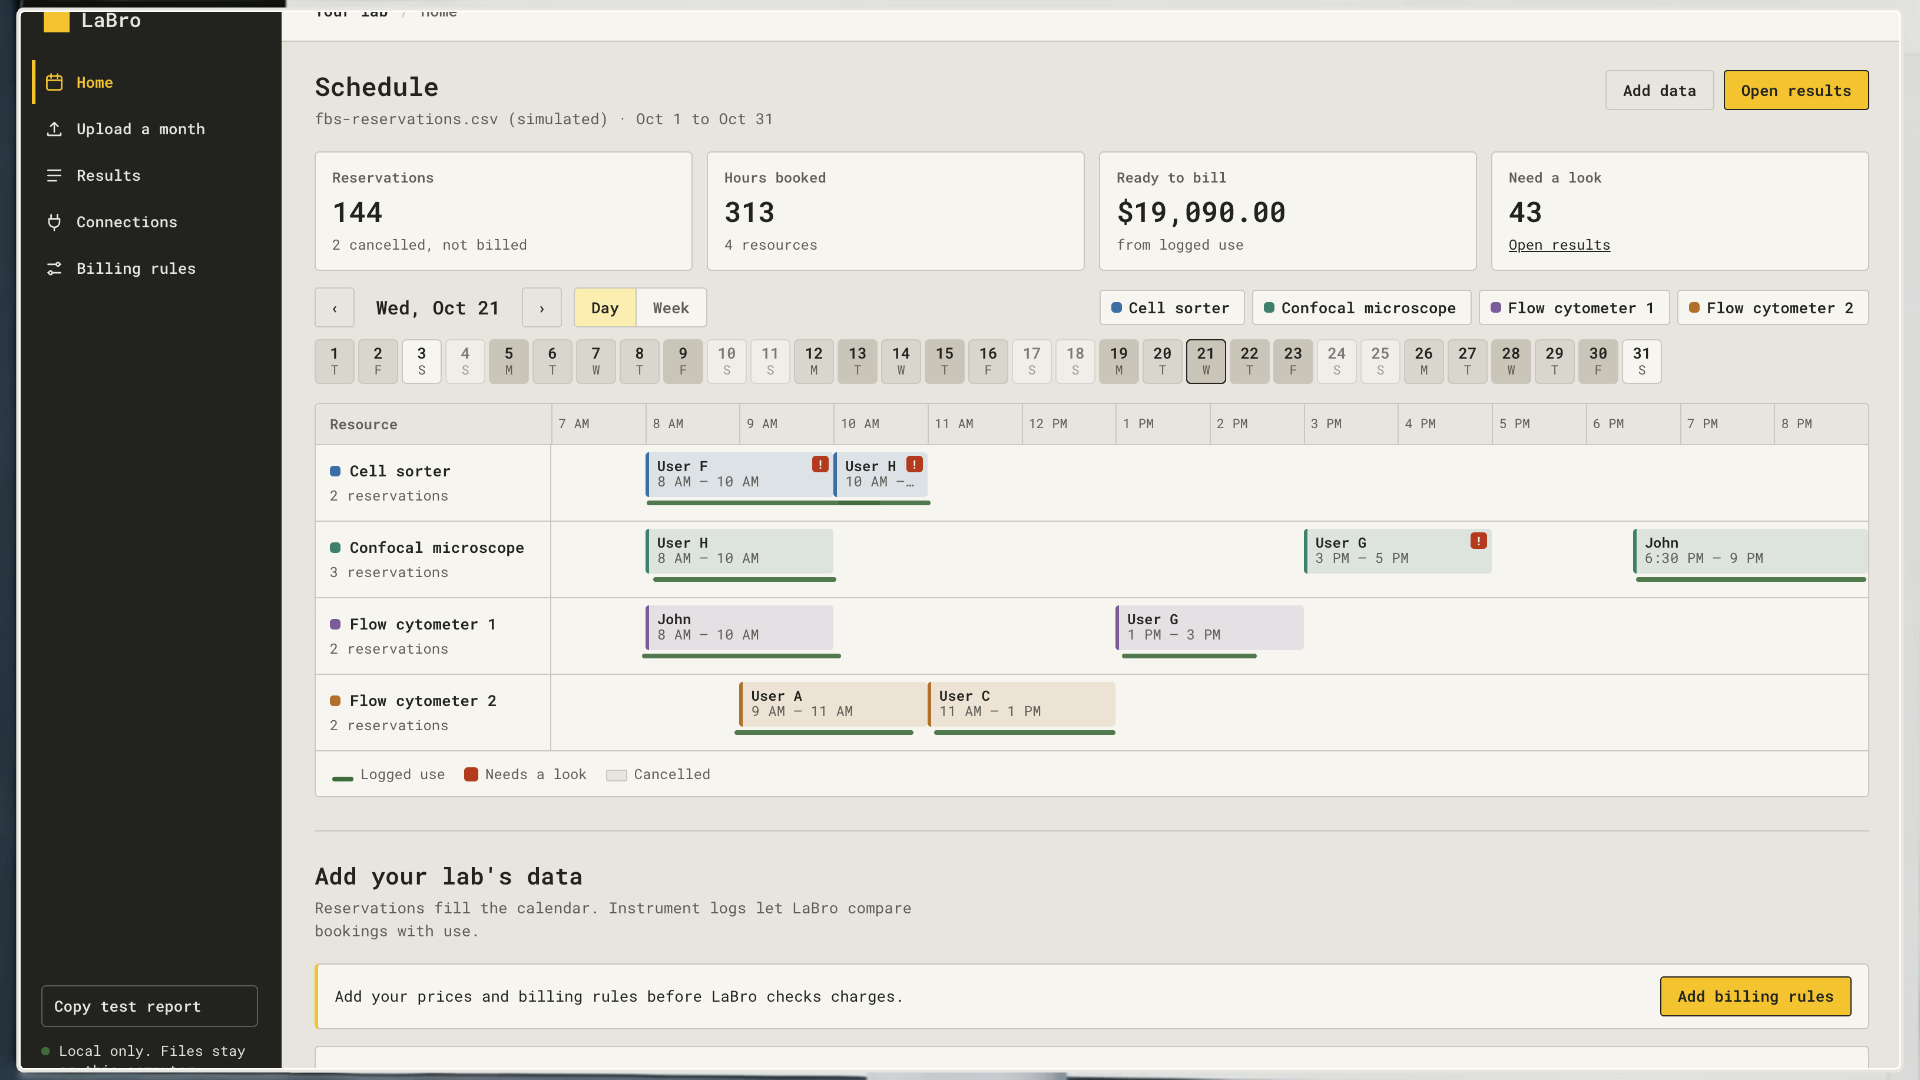 LaBro
Your lab / Home
Home
Upload a month
Results
Connections
Billing rules
Copy test report
Local only. Files stay
Schedule
fbs-reservations.csv (simulated) · Oct 1 to Oct 31
Add data
Open results
Reservations
144
2 cancelled, not billed
Hours booked
313
4 resources
Ready to bill
$19,090.00
from logged use
Need a look
43
Open results
‹ Wed, Oct 21 › Day Week
Cell sorter Confocal microscope Flow cytometer 1 Flow cytometer 2
1 2 3 4 5 6 7 8 9 10 11 12 13 14 15 16 17 18 19 20 21 22 23 24 25 26 27 28 29 30 31
T F S S M T W T F S S M T W T F S S M T W T F S S M T W T F S
Resource 7 AM 8 AM 9 AM 10 AM 11 AM 12 PM 1 PM 2 PM 3 PM 4 PM 5 PM 6 PM 7 PM 8 PM
Cell sorter
2 reservations
User F !
8 AM – 10 AM
User H !
10 AM –…
Confocal microscope
3 reservations
User H
8 AM – 10 AM
User G !
3 PM – 5 PM
John
6:30 PM – 9 PM
Flow cytometer 1
2 reservations
John
8 AM – 10 AM
User G
1 PM – 3 PM
Flow cytometer 2
2 reservations
User A
9 AM – 11 AM
User C
11 AM – 1 PM
Logged use Needs a look Cancelled
Add your lab's data
Reservations fill the calendar. Instrument logs let LaBro compare
bookings with use.
Add your prices and billing rules before LaBro checks charges.
Add billing rules